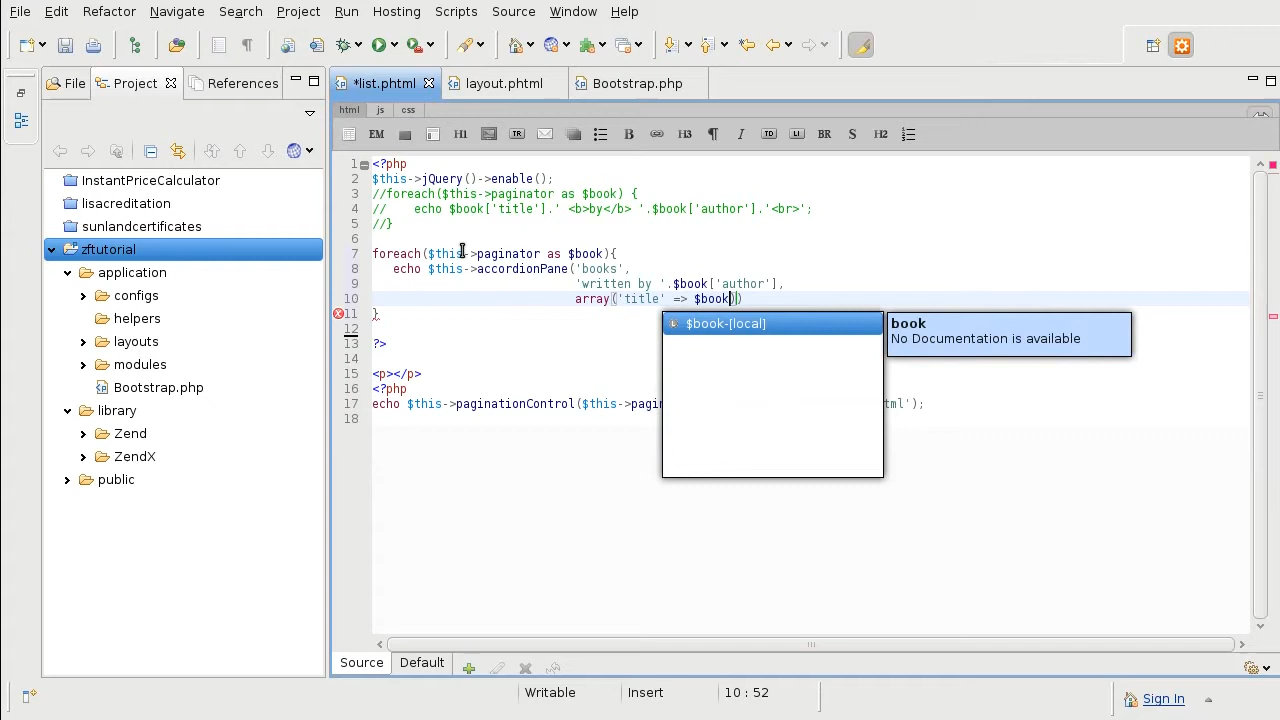 File Edit Refactor Navigate Search Project Run Hosting Scripts Source Window Help
File Project References
*list.phtml layout.phtml Bootstrap.php
html js css
EM H1 TR B H3 I TD LI BR S H2
InstantPriceCalculator
lisacreditation
sunlandcertificates
zftutorial
application
configs
helpers
layouts
modules
Bootstrap.php
library
Zend
ZendX
public
1 <?php
2 $this->jQuery()->enable();
3 //foreach($this->paginator as $book) {
4 //    echo $book['title'].' <b>by</b> '.$book['author'].'<br>';
5 //}
6
7 foreach($this->paginator as $book){
8    echo $this->accordionPane('books',
9                              'written by '.$book['author'],
10                              array('title' => $book))
11 }
12
13 ?>
14
15 <p></p>
16 <?php
17 echo $this->paginationControl($this->pagin tml');
18
$book-[local]
book
No Documentation is available
Source Default
Writable Insert 10 : 52
Sign In